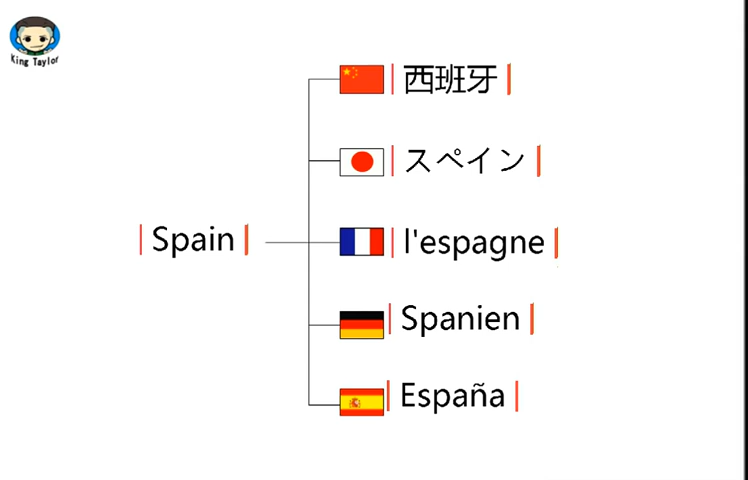 King Taylor
西班牙
スペイン
Spain
l'espagne
Spanien
España